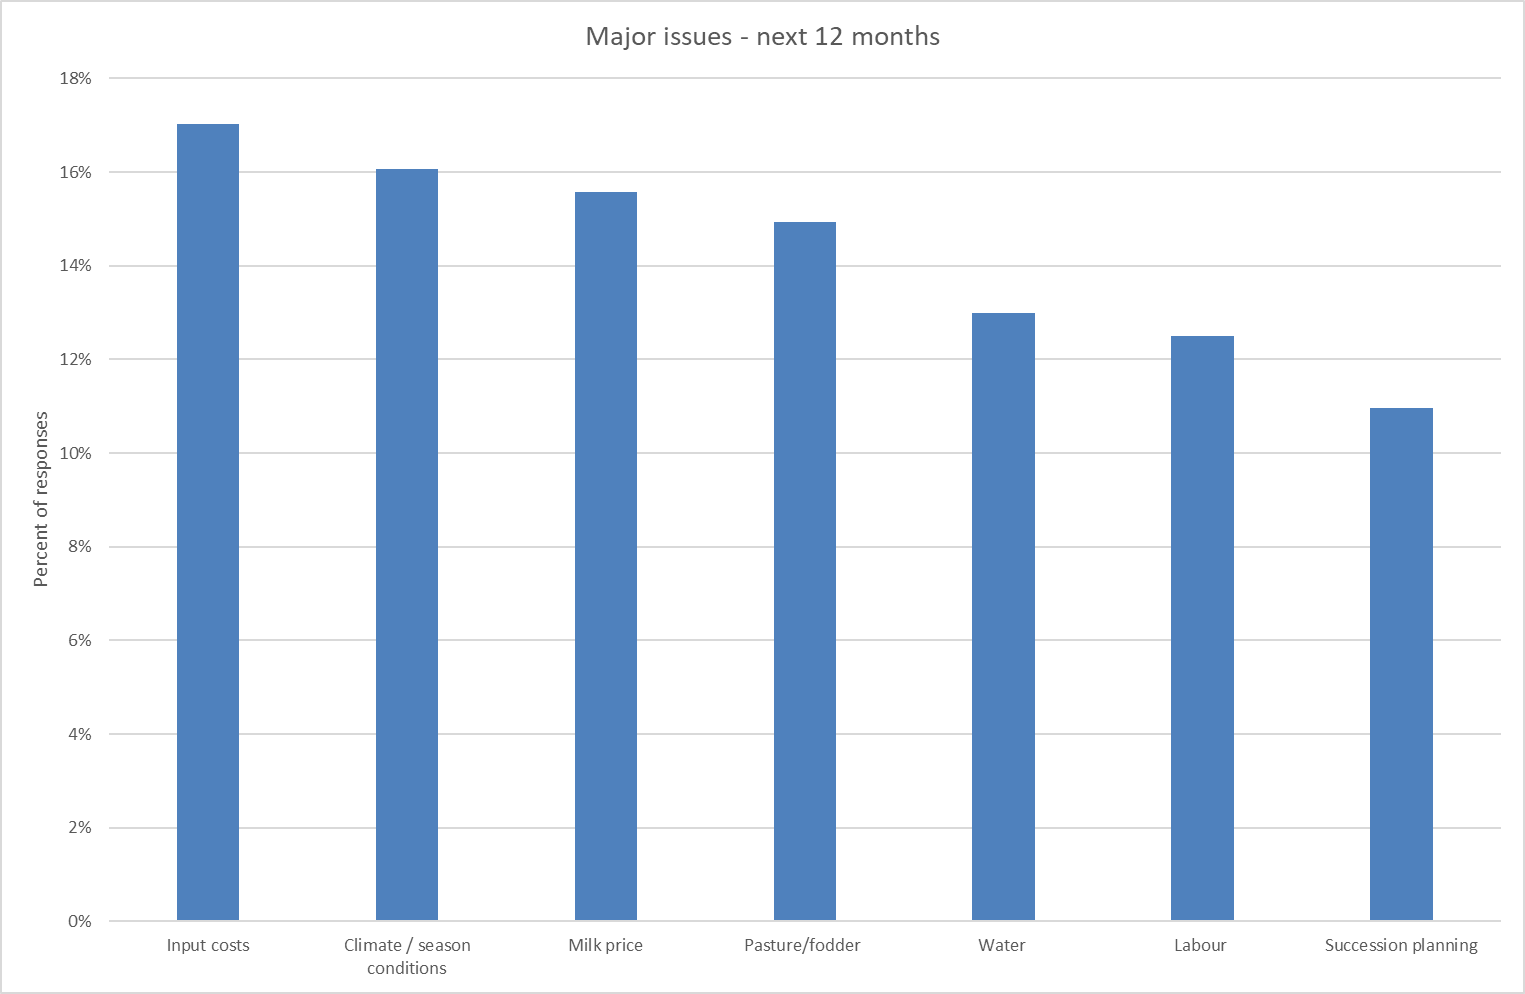 Major issues - next 12 months
18%
16%
14%
12%
10%
8%
6%
4%
2%
0%
Percent of responses
Input costs
Climate / season
conditions
Milk price
Pasture/fodder
Water
Labour
Succession planning